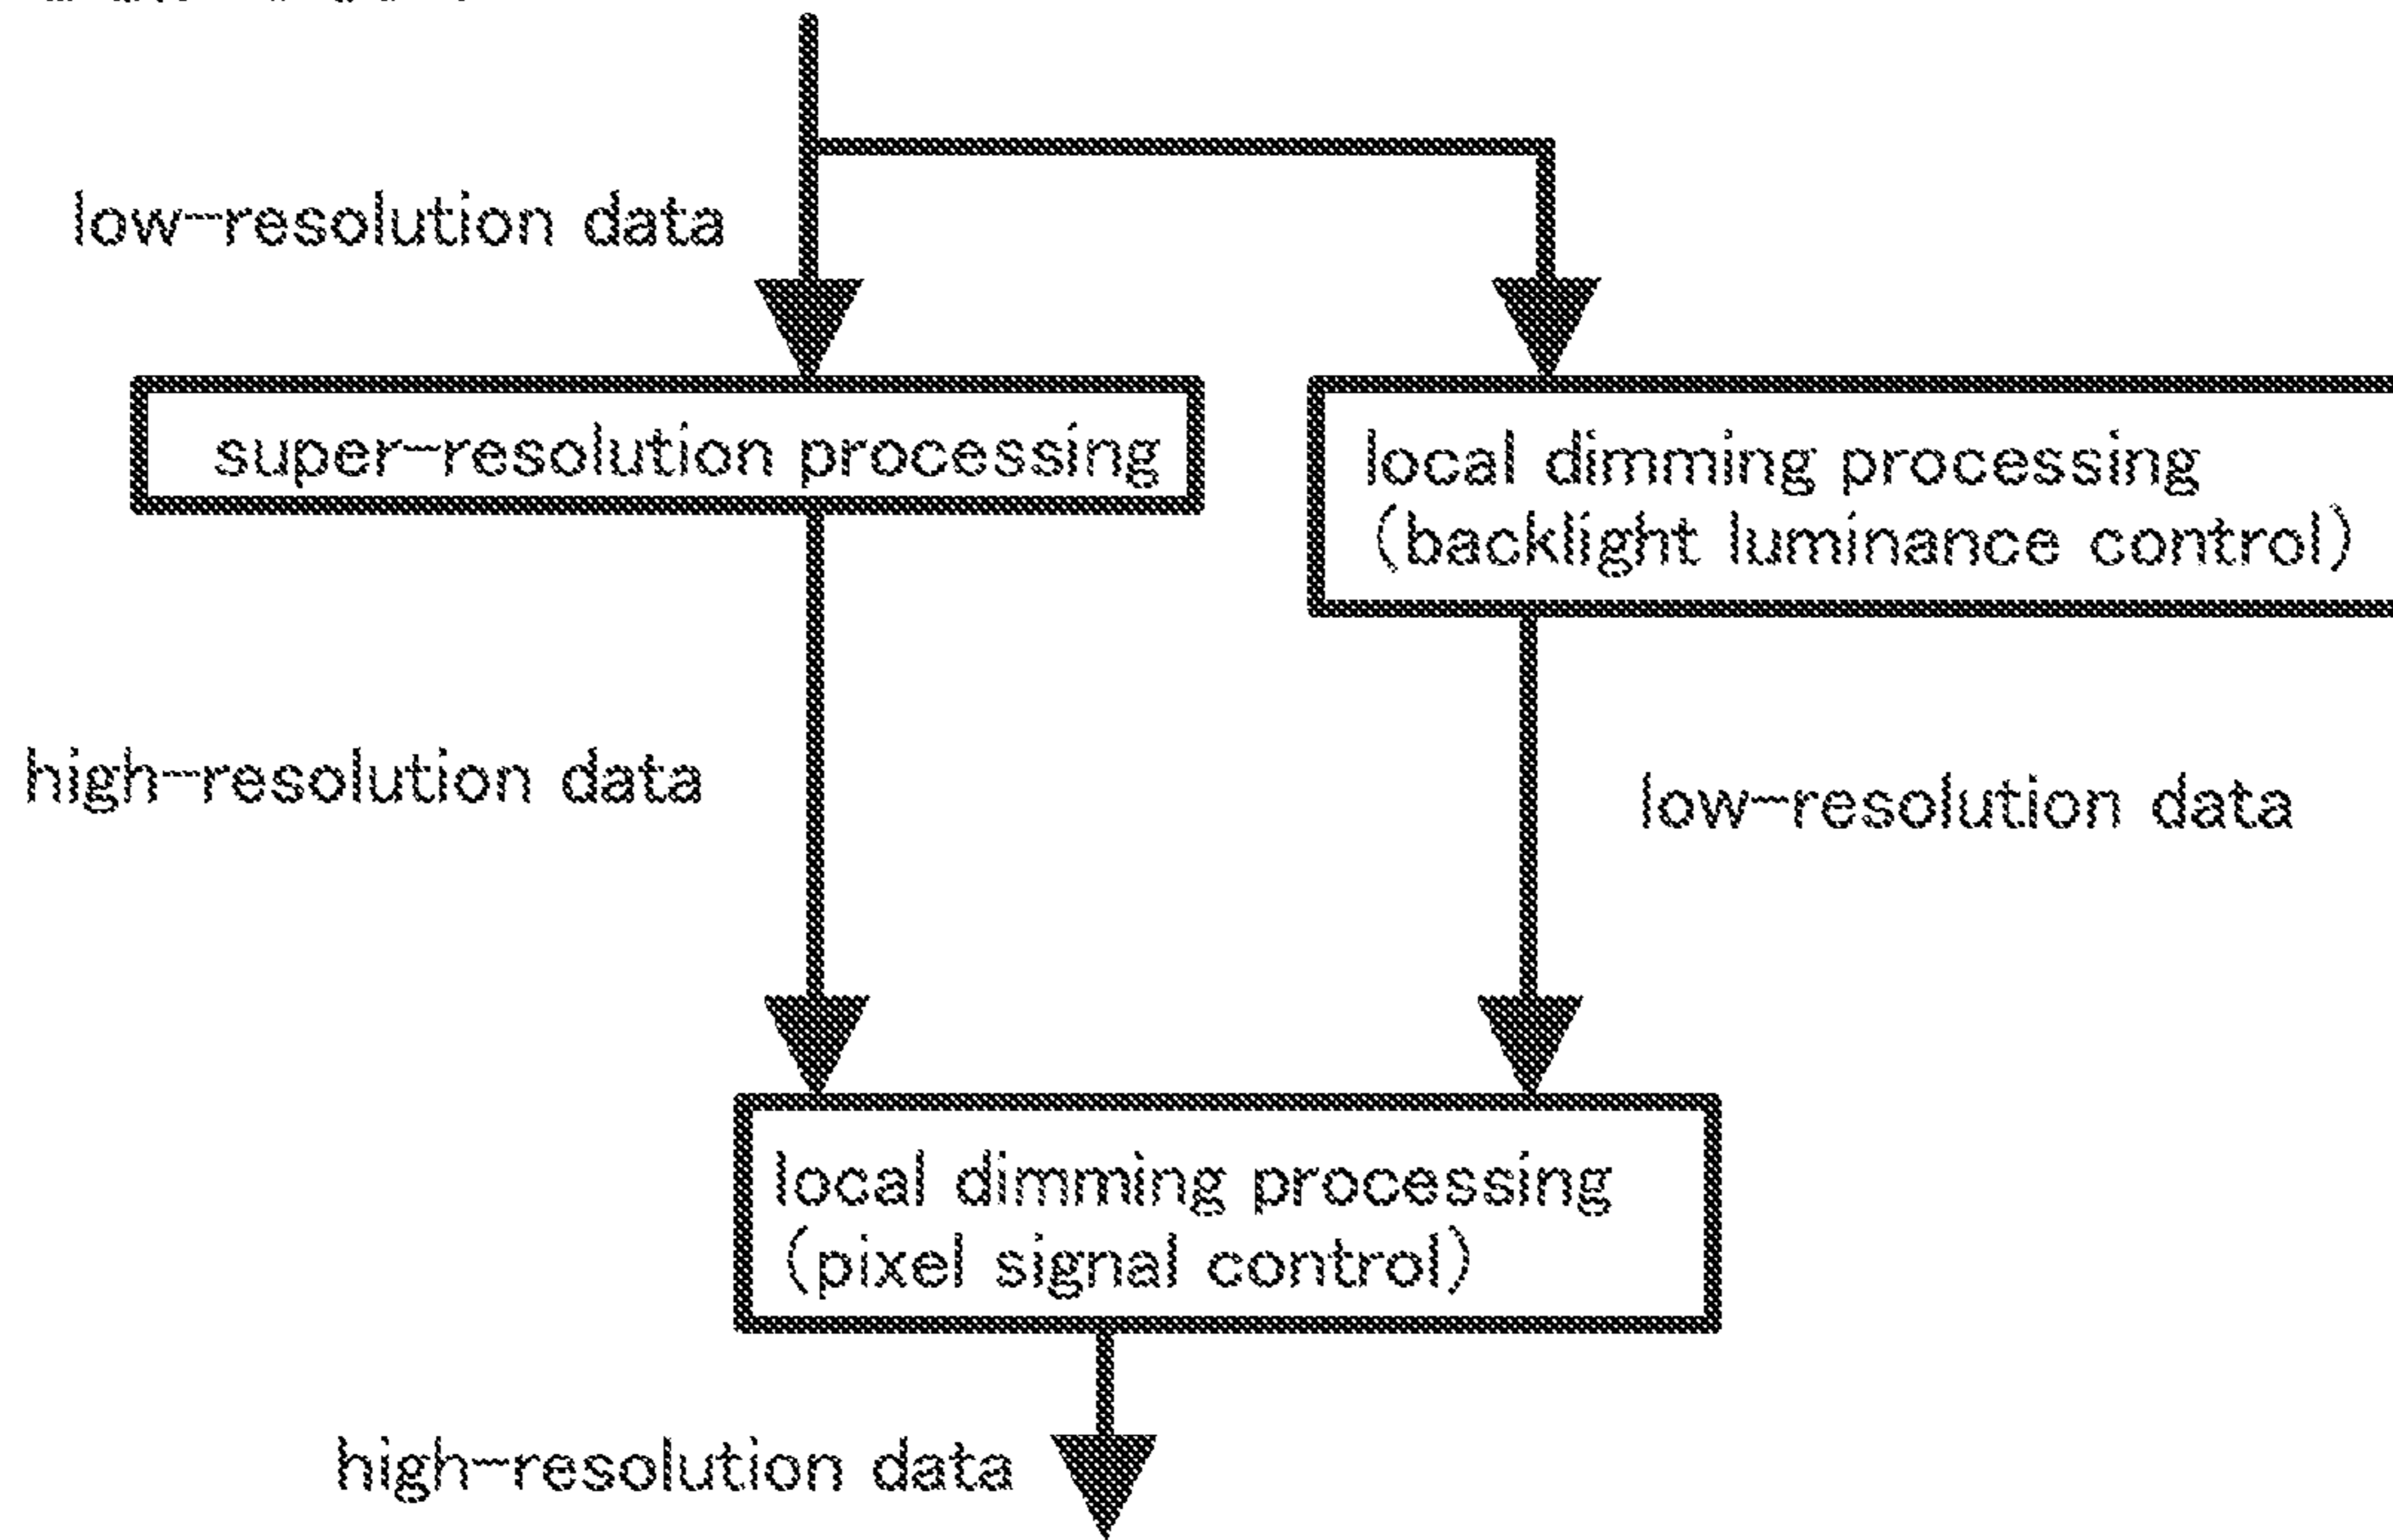 low-resolution data
super-resolution processing
local dimming processing
(backlight luminance control)
high-resolution data
low-resolution data
local dimming processing
(pixel signal control)
high-resolution data